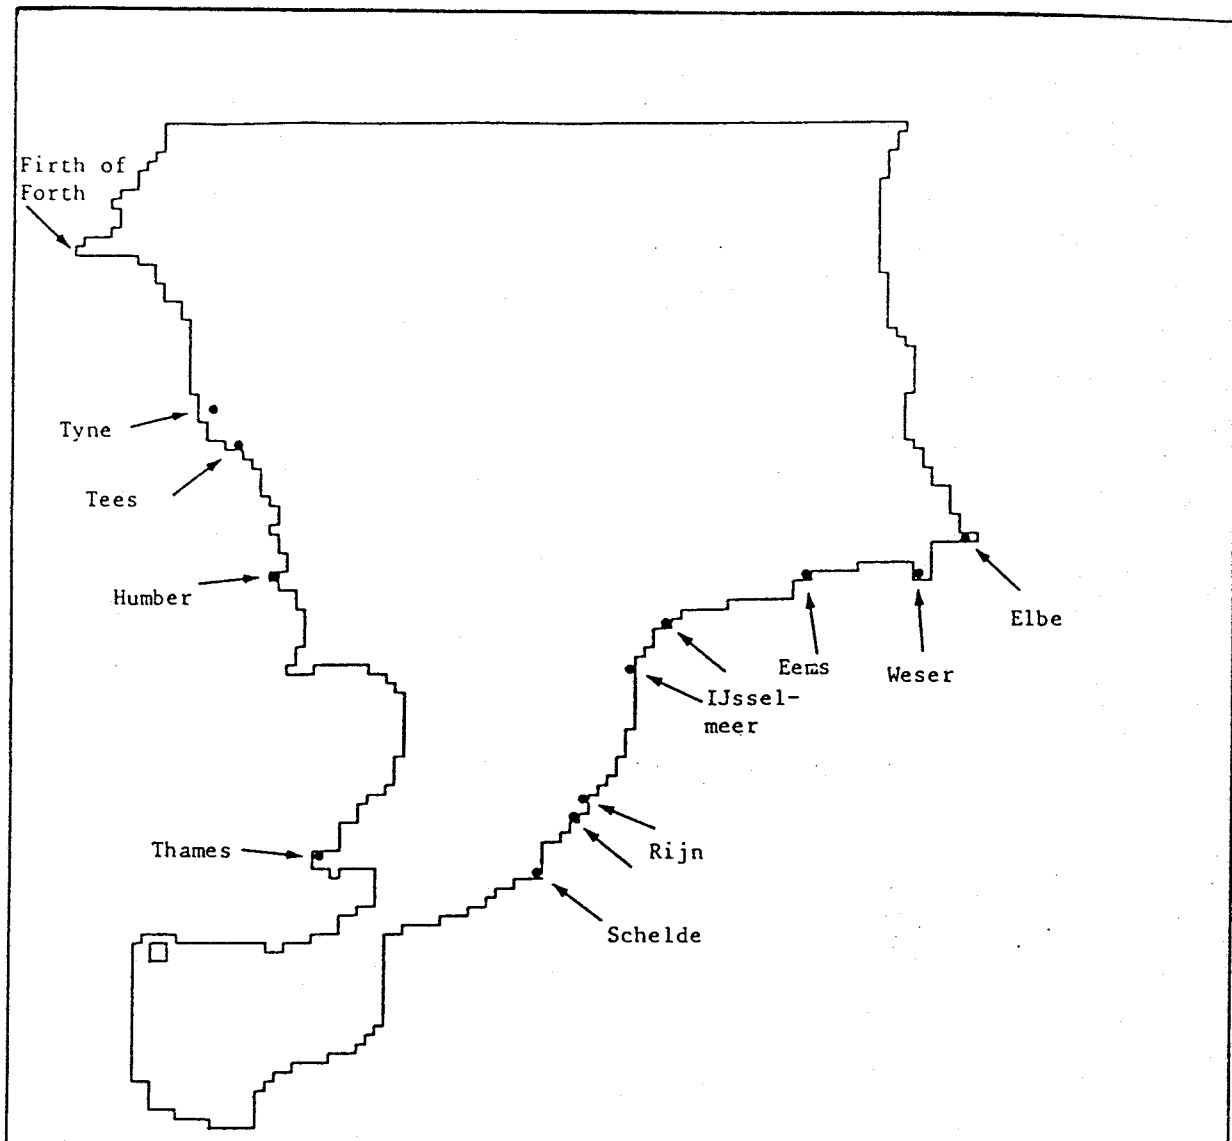 Firth of
Forth
Tyne
Tees
Humber
Thames
Elbe
Weser
Eems
IJssel-
meer
Rijn
Schelde